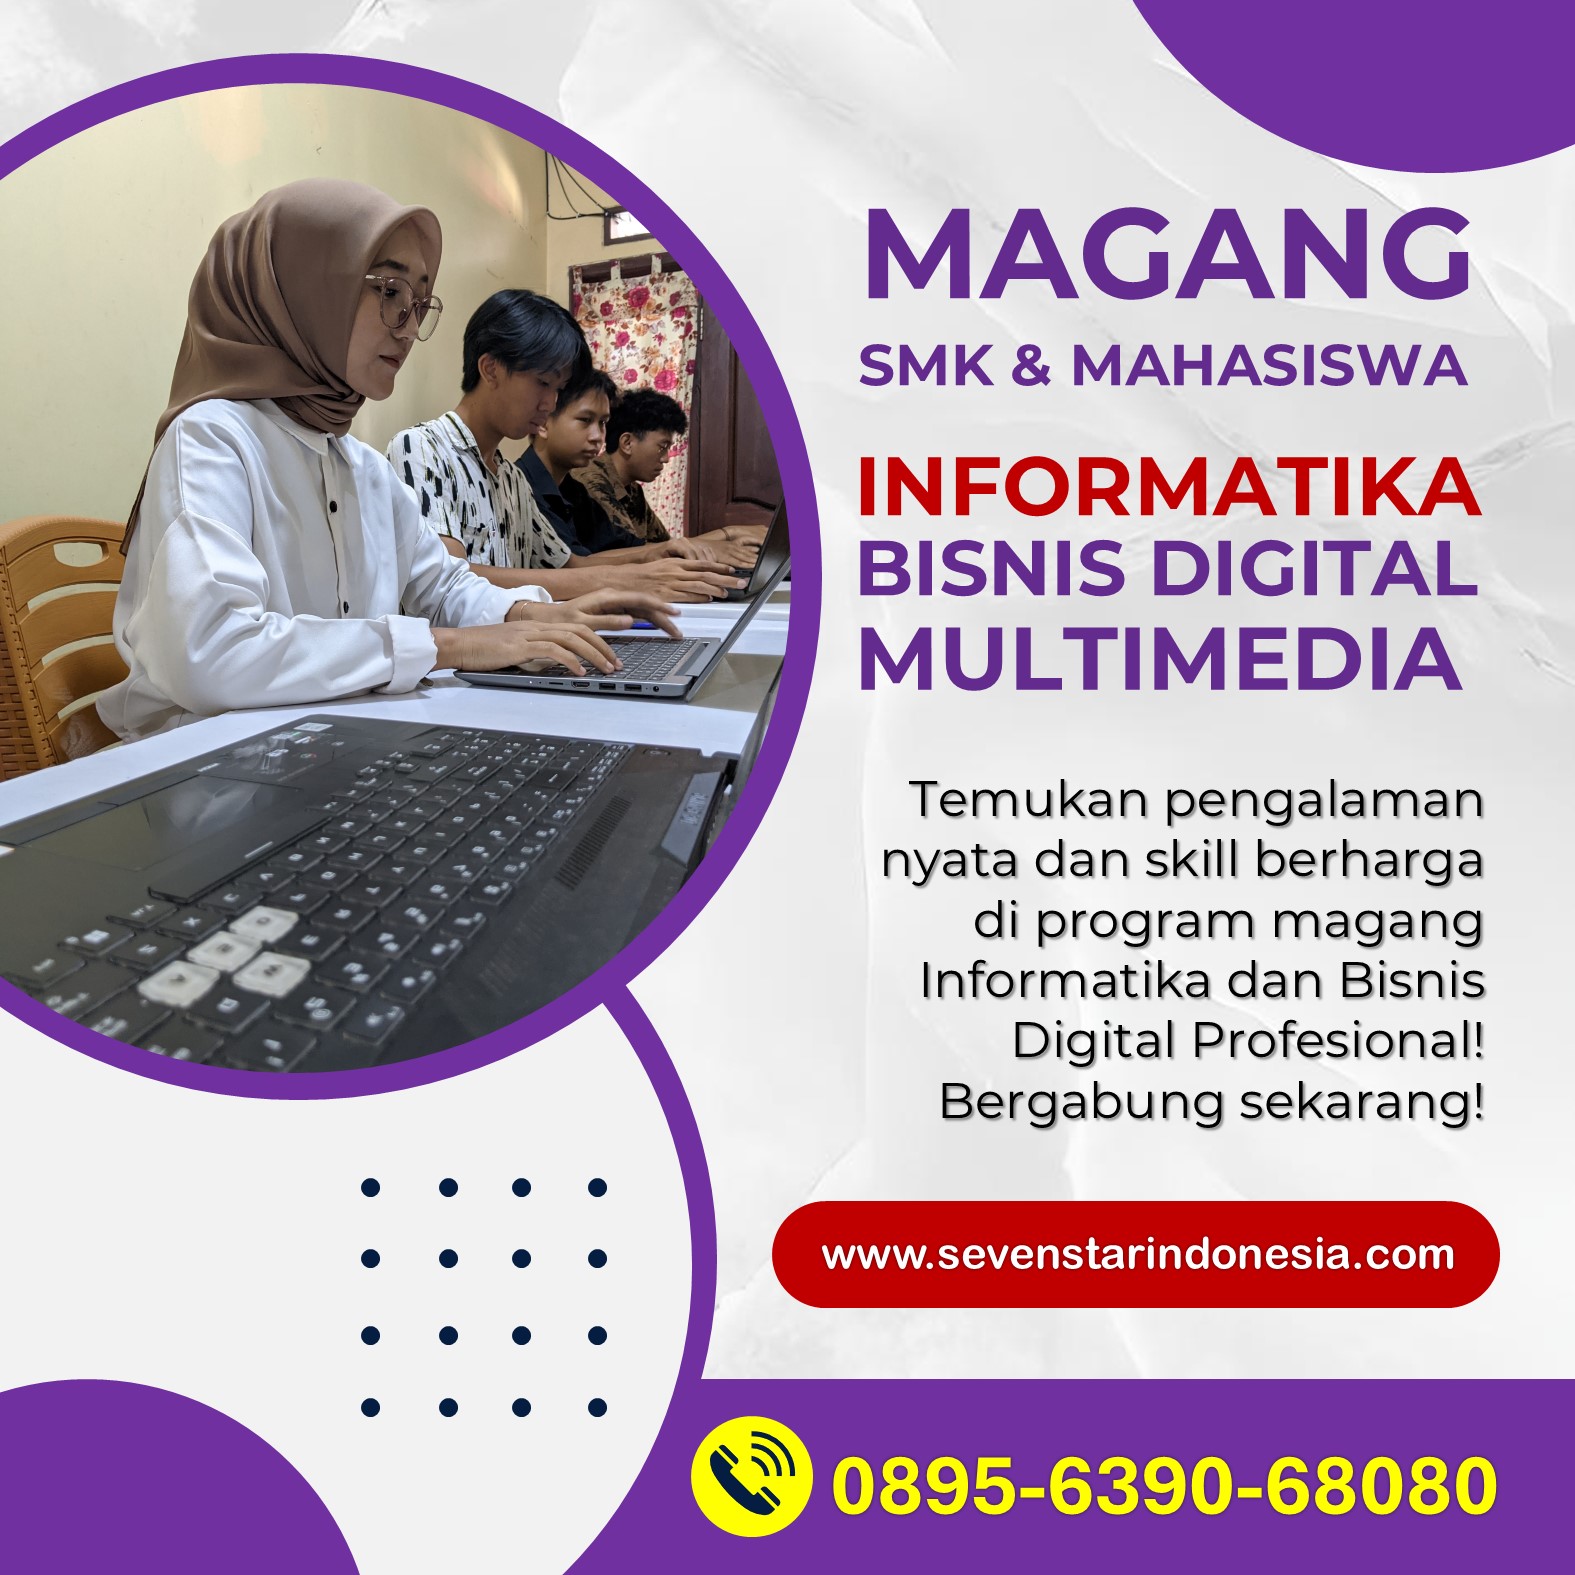 MAGANG
SMK & MAHASISWA
INFORMATIKA
BISNIS DIGITAL
MULTIMEDIA
Temukan pengalaman
nyata dan skill berharga
di program magang
Informatika dan Bisnis
Digital Profesional!
Bergabung sekarang!
www.sevenstarindonesia.com
0895-6390-68080